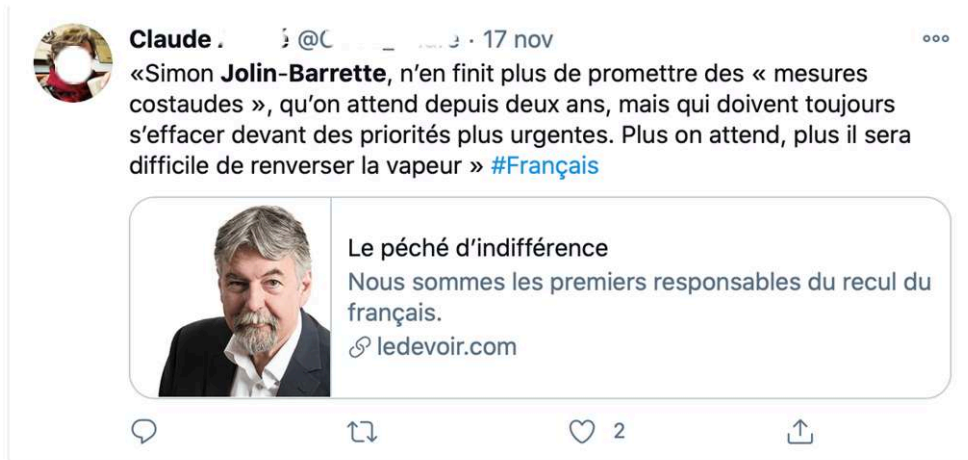 Claude · 17 nov
«Simon Jolin-Barrette, n'en finit plus de promettre des « mesures
costaudes », qu'on attend depuis deux ans, mais qui doivent toujours
s'effacer devant des priorités plus urgentes. Plus on attend, plus il sera
difficile de renverser la vapeur » #Français
Le péché d'indifférence
Nous sommes les premiers responsables du recul du
français.
ledevoir.com
2